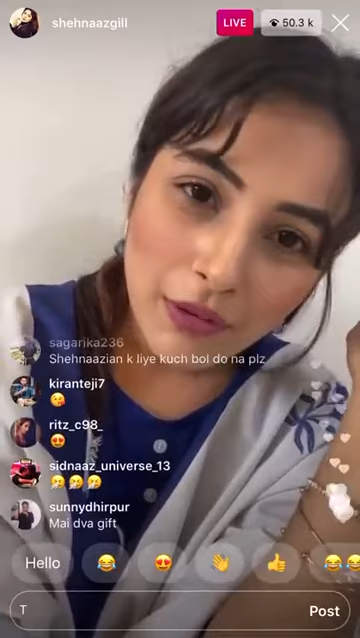 shehnaazgill
LIVE
50.3 k
sagarika236
Shehnaazian k liye kuch bol do na plz
kiranteji7
ritz_c98_
sidnaaz_universe_13
sunnydhirpur
Mai dva gift
Hello
T
Post